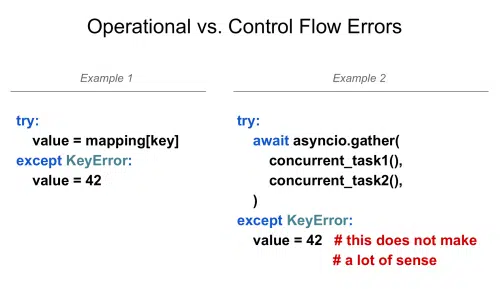 Operational vs. Control Flow Errors
Example 1
try:
value = mapping[key]
except KeyError:
value = 42
Example 2
try:
await asyncio.gather(
concurrent_task1(),
concurrent_task2(),
)
except KeyError:
value = 42 # this does not make
# a lot of sense